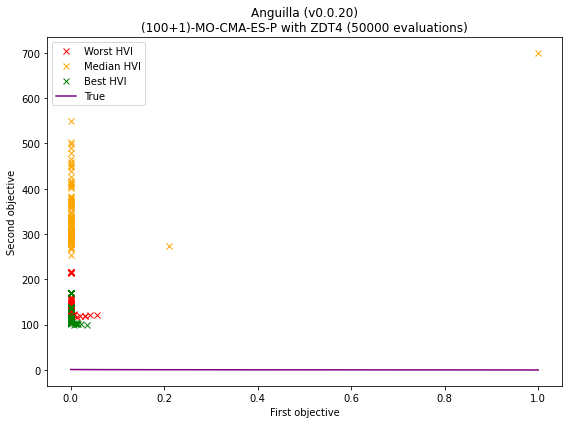 Anguilla (v0.0.20)
(100+1)-MO-CMA-ES-P with ZDT4 (50000 evaluations)
Worst HVI
Median HVI
Best HVI
True
Second objective
700
600
500
400
300
200
100
0
0.0 0.2 0.4 0.6 0.8 1.0
First objective